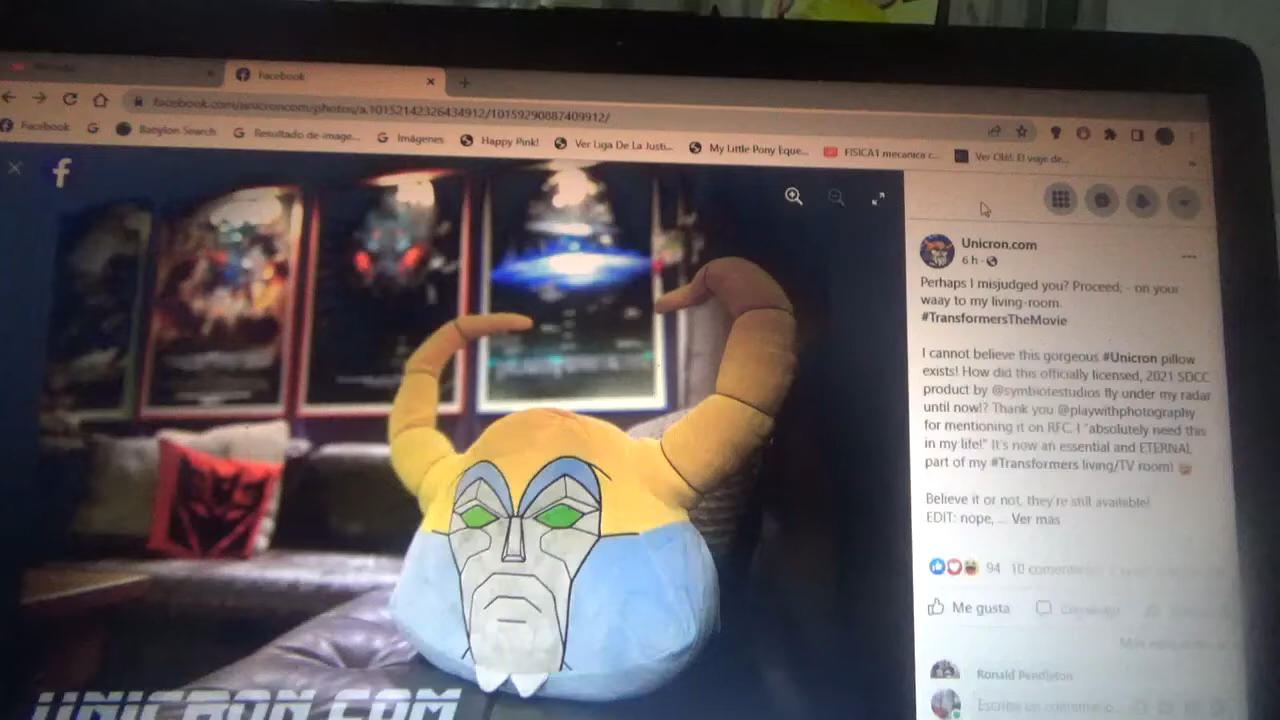 Facebook
facebook.com/unicroncom/photos/a.10152142326434912/10159290887409912/
Facebook
Babylon Search
Resultado de image...
Imágenes
Happy Pink!
Ver Liga De La Justi...
My Little Pony Eque...
FISICA1 mecanica c...
Ver Olé! El viaje de...
Unicron.com
6 h
Perhaps I misjudged you? Proceed; - on your
waay to my living-room.
#TransformersTheMovie
I cannot believe this gorgeous #Unicron pillow
exists! How did this officially licensed, 2021 SDCC
product by @symbiotestudios fly under my radar
until now!? Thank you @playwithphotography
for mentioning it on RFC. I "absolutely need this
in my life!" It's now an essential and ETERNAL
part of my #Transformers living/TV room!
Believe it or not, they're still available!
EDIT: nope, ... Ver mas
94
Me gusta
Ronald Pendleton
UNICRON.COM